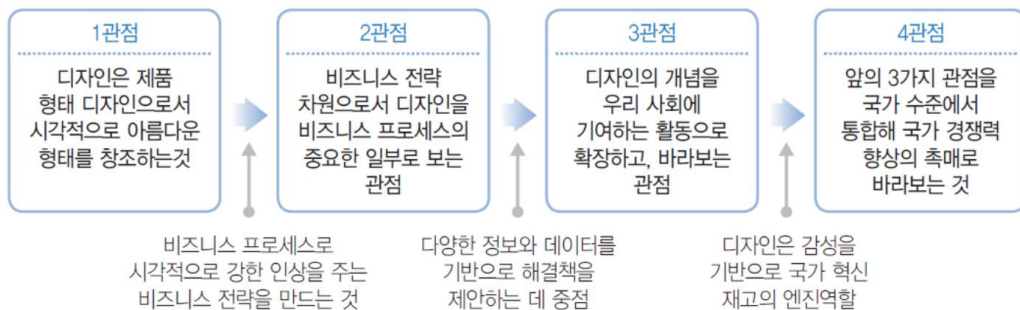 1관점
디자인은 제품
형태 디자인으로서
시각적으로 아름다운
형태를 창조하는것
2관점
비즈니스 전략
차원으로서 디자인을
비즈니스 프로세스의
중요한 일부로 보는
관점
3관점
디자인의 개념을
우리 사회에
기여하는 활동으로
확장하고, 바라보는
관점
4관점
앞의 3가지 관점을
국가 수준에서
통합해 국가 경쟁력
향상의 촉매로
바라보는 것
비즈니스 프로세스로
시각적으로 강한 인상을 주는
비즈니스 전략을 만드는 것
다양한 정보와 데이터를
기반으로 해결책을
제안하는 데 중점
디자인은 감성을
기반으로 국가 혁신
재고의 엔진역할